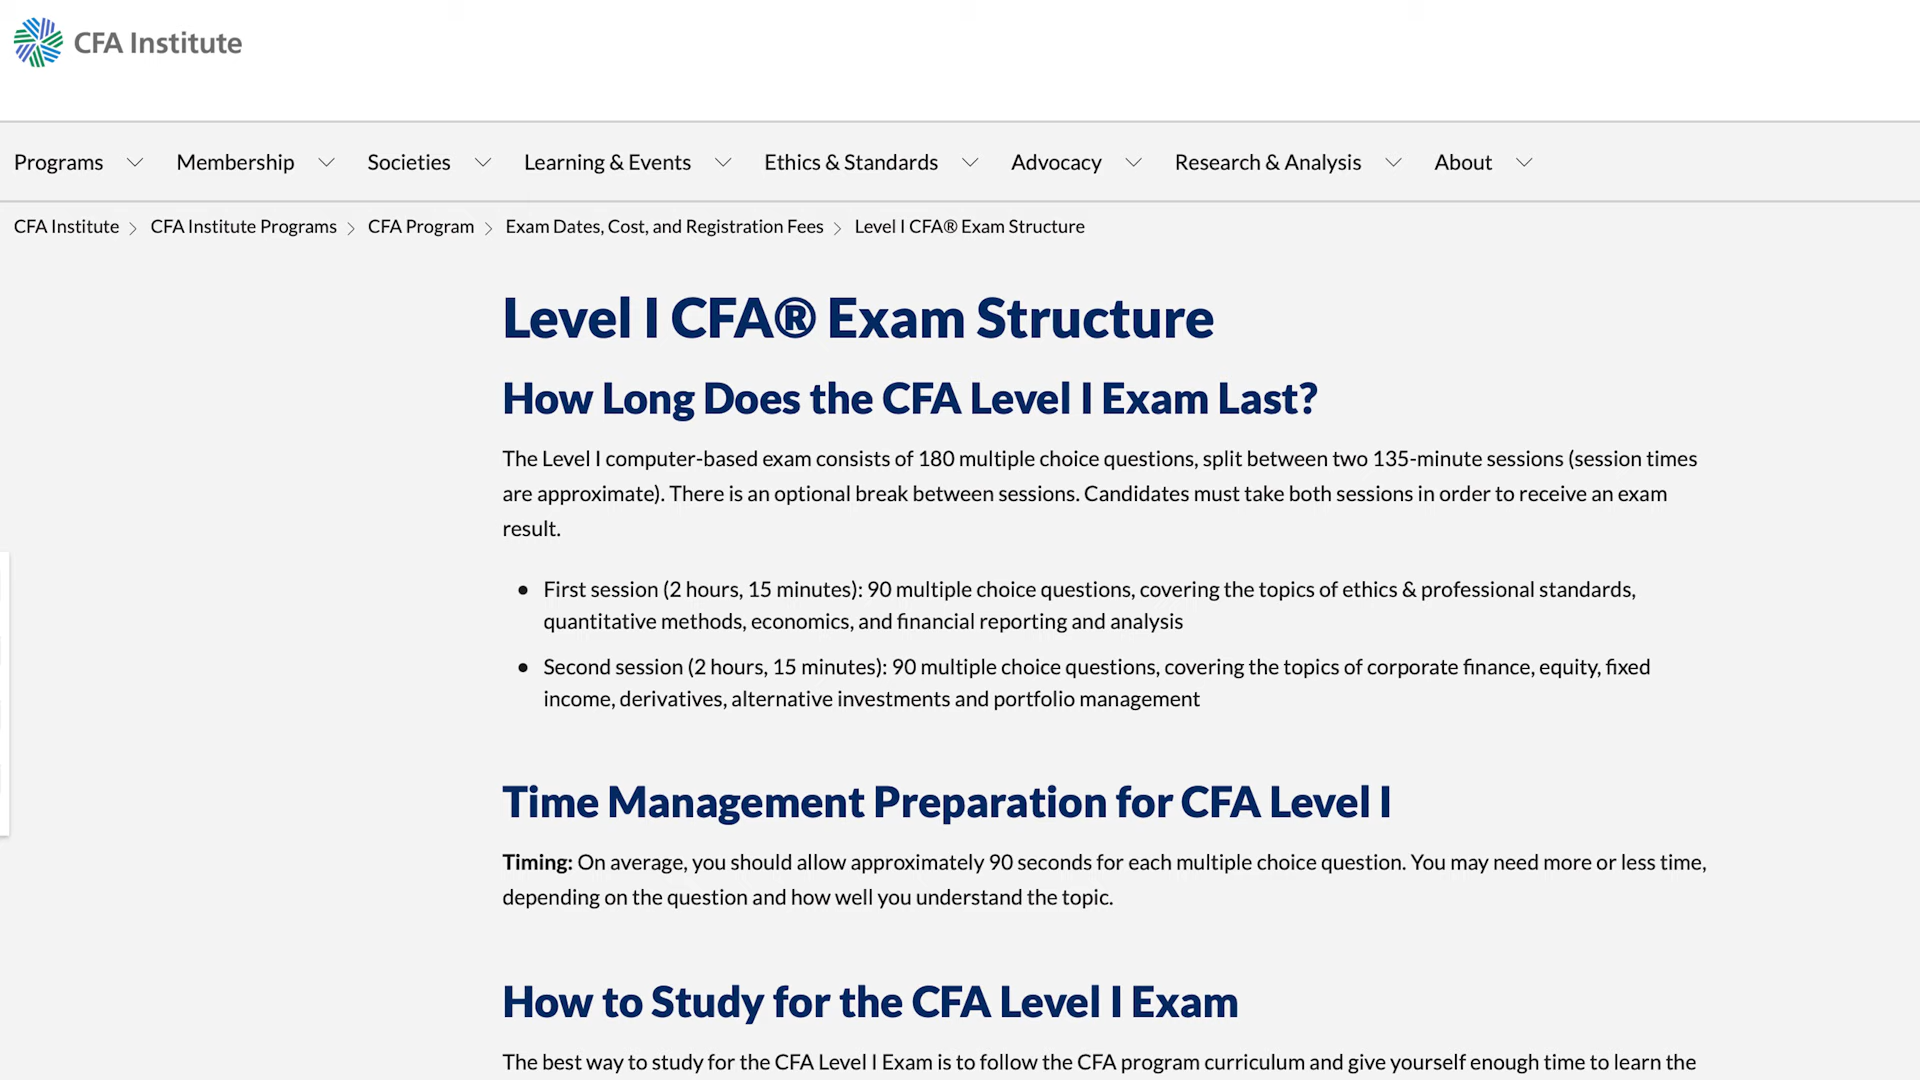 CFA Institute
Programs Membership Societies Learning & Events Ethics & Standards Advocacy Research & Analysis About
CFA Institute > CFA Institute Programs > CFA Program > Exam Dates, Cost, and Registration Fees > Level I CFA® Exam Structure
Level I CFA® Exam Structure
How Long Does the CFA Level I Exam Last?
The Level I computer-based exam consists of 180 multiple choice questions, split between two 135-minute sessions (session times
are approximate). There is an optional break between sessions. Candidates must take both sessions in order to receive an exam
result.
• First session (2 hours, 15 minutes): 90 multiple choice questions, covering the topics of ethics & professional standards,
quantitative methods, economics, and financial reporting and analysis
• Second session (2 hours, 15 minutes): 90 multiple choice questions, covering the topics of corporate finance, equity, fixed
income, derivatives, alternative investments and portfolio management
Time Management Preparation for CFA Level I
Timing: On average, you should allow approximately 90 seconds for each multiple choice question. You may need more or less time,
depending on the question and how well you understand the topic.
How to Study for the CFA Level I Exam
The best way to study for the CFA Level I Exam is to follow the CFA program curriculum and give yourself enough time to learn the